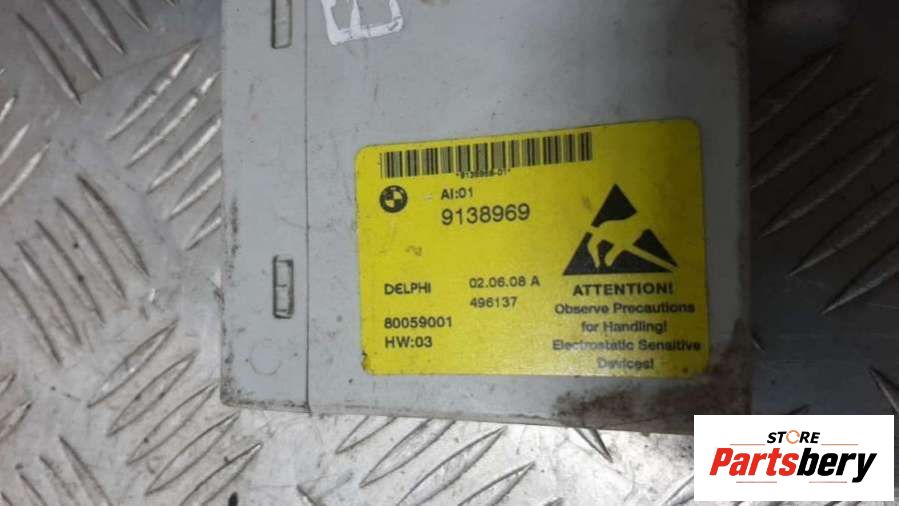 *9138969-01*
AI:01
9138969
DELPHI 02.06.08 A
496137
80059001
HW:03
ATTENTION!
Observe Precautions
for Handling!
Electrostatic Sensitive
Devices!
STORE
Partsbery